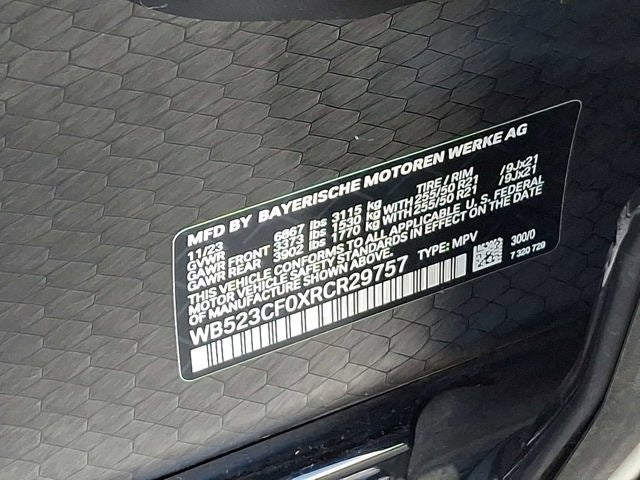 MFD BY BAYERISCHE MOTOREN WERKE AG
11/23 TIRE / RIM
GVWR 6867 lbs 3115 kg
GAWR FRONT 3373 lbs 1530 kg WITH 255/50 R21 /9Jx21
GAWR REAR 3902 lbs 1770 kg WITH 255/50 R21 /9Jx21
THIS VEHICLE CONFORMS TO ALL APPLICABLE U.S. FEDERAL
MOTOR VEHICLE SAFETY STANDARDS IN EFFECT ON THE DATE
OF MANUFACTURE SHOWN ABOVE. TYPE: MPV 300/0
WB523CF0XRCR29757
7 320 729